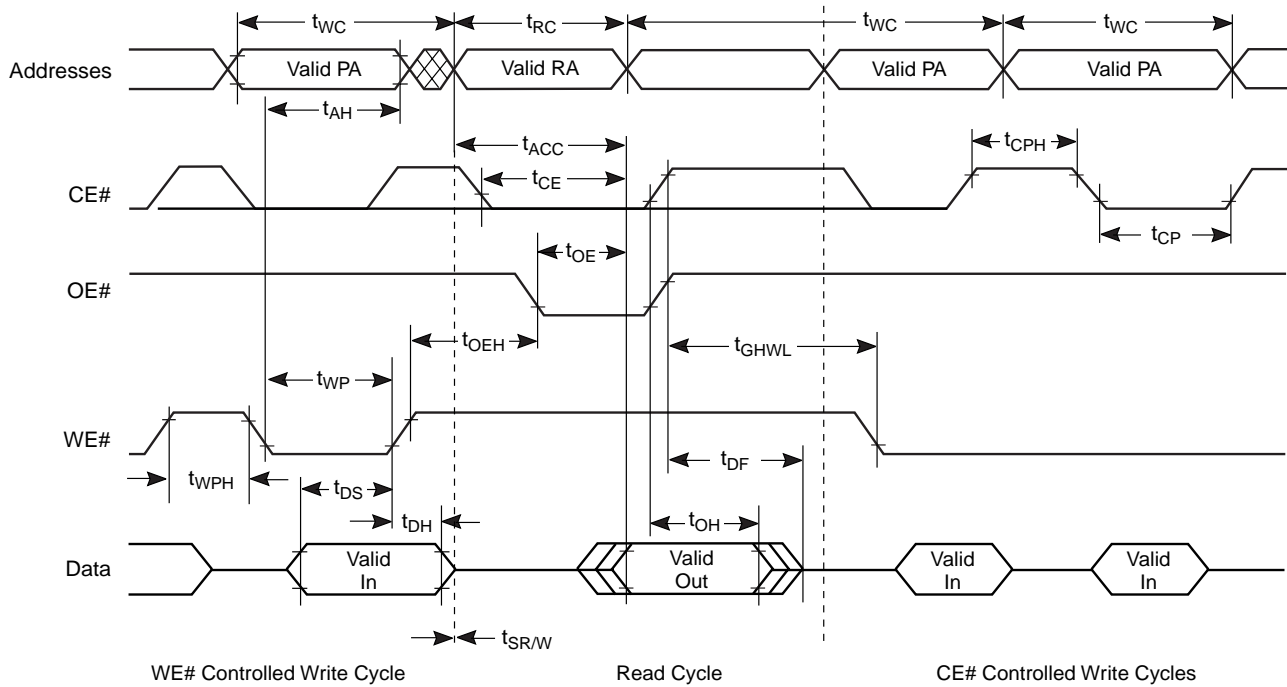 tWC tRC tWC tWC
Addresses Valid PA Valid RA Valid PA Valid PA
tAH
tACC tCPH
CE# tCE
tOE tCP
OE#
tOEH tGHWL
tWP
WE#
tDF
tWPH tDS
tDH tOH
Data Valid In Valid Out Valid In Valid In
tSR/W
WE# Controlled Write Cycle Read Cycle CE# Controlled Write Cycles